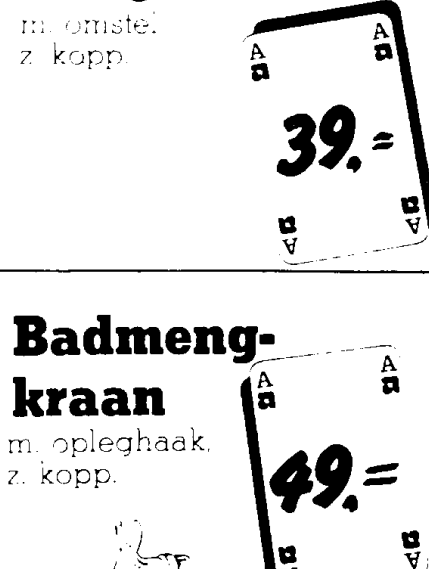 m. omstel.
z. kopp.
A A
39,=
A A
Badmeng-
kraan
m. opleghaak,
z. kopp.
A A
49,=
A